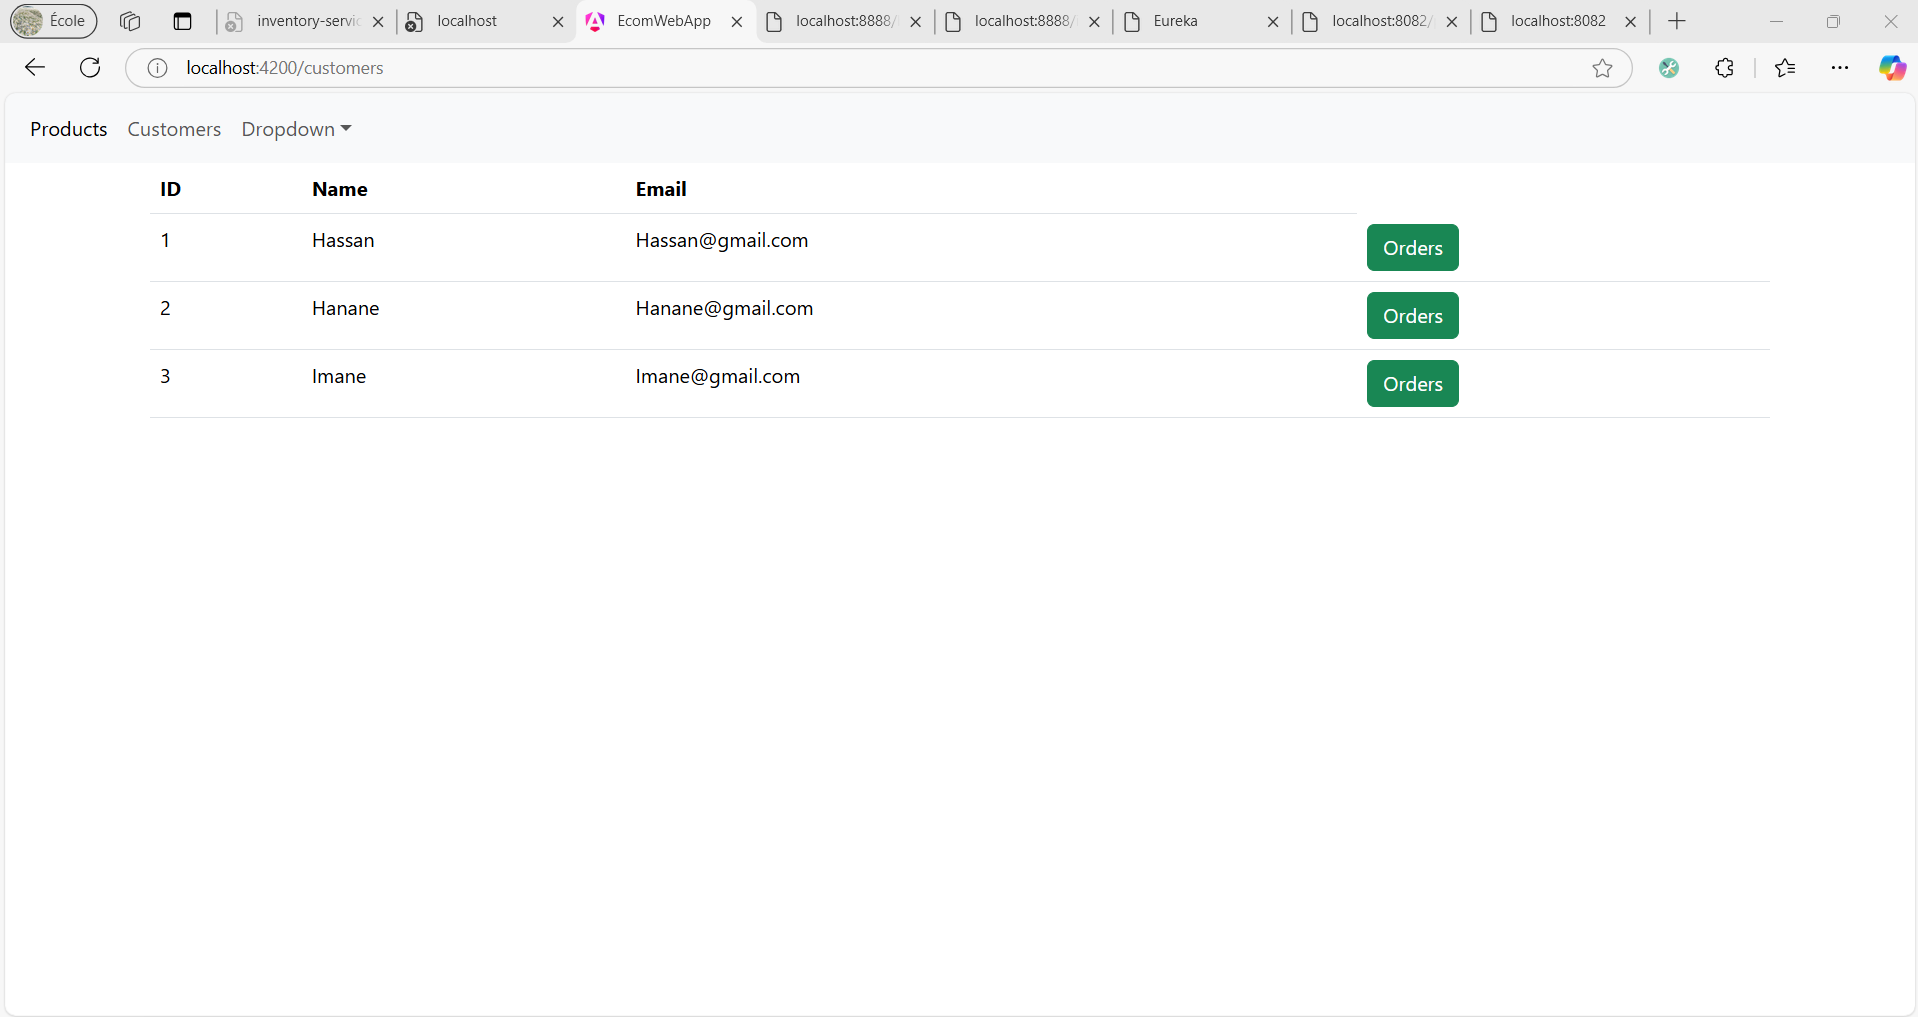 École inventory-servic localhost EcomWebApp localhost:8888/ localhost:8888/ Eureka localhost:8082/ localhost:8082
localhost:4200/customers
Products Customers Dropdown
ID Name Email
1 Hassan Hassan@gmail.com Orders
2 Hanane Hanane@gmail.com Orders
3 Imane Imane@gmail.com Orders